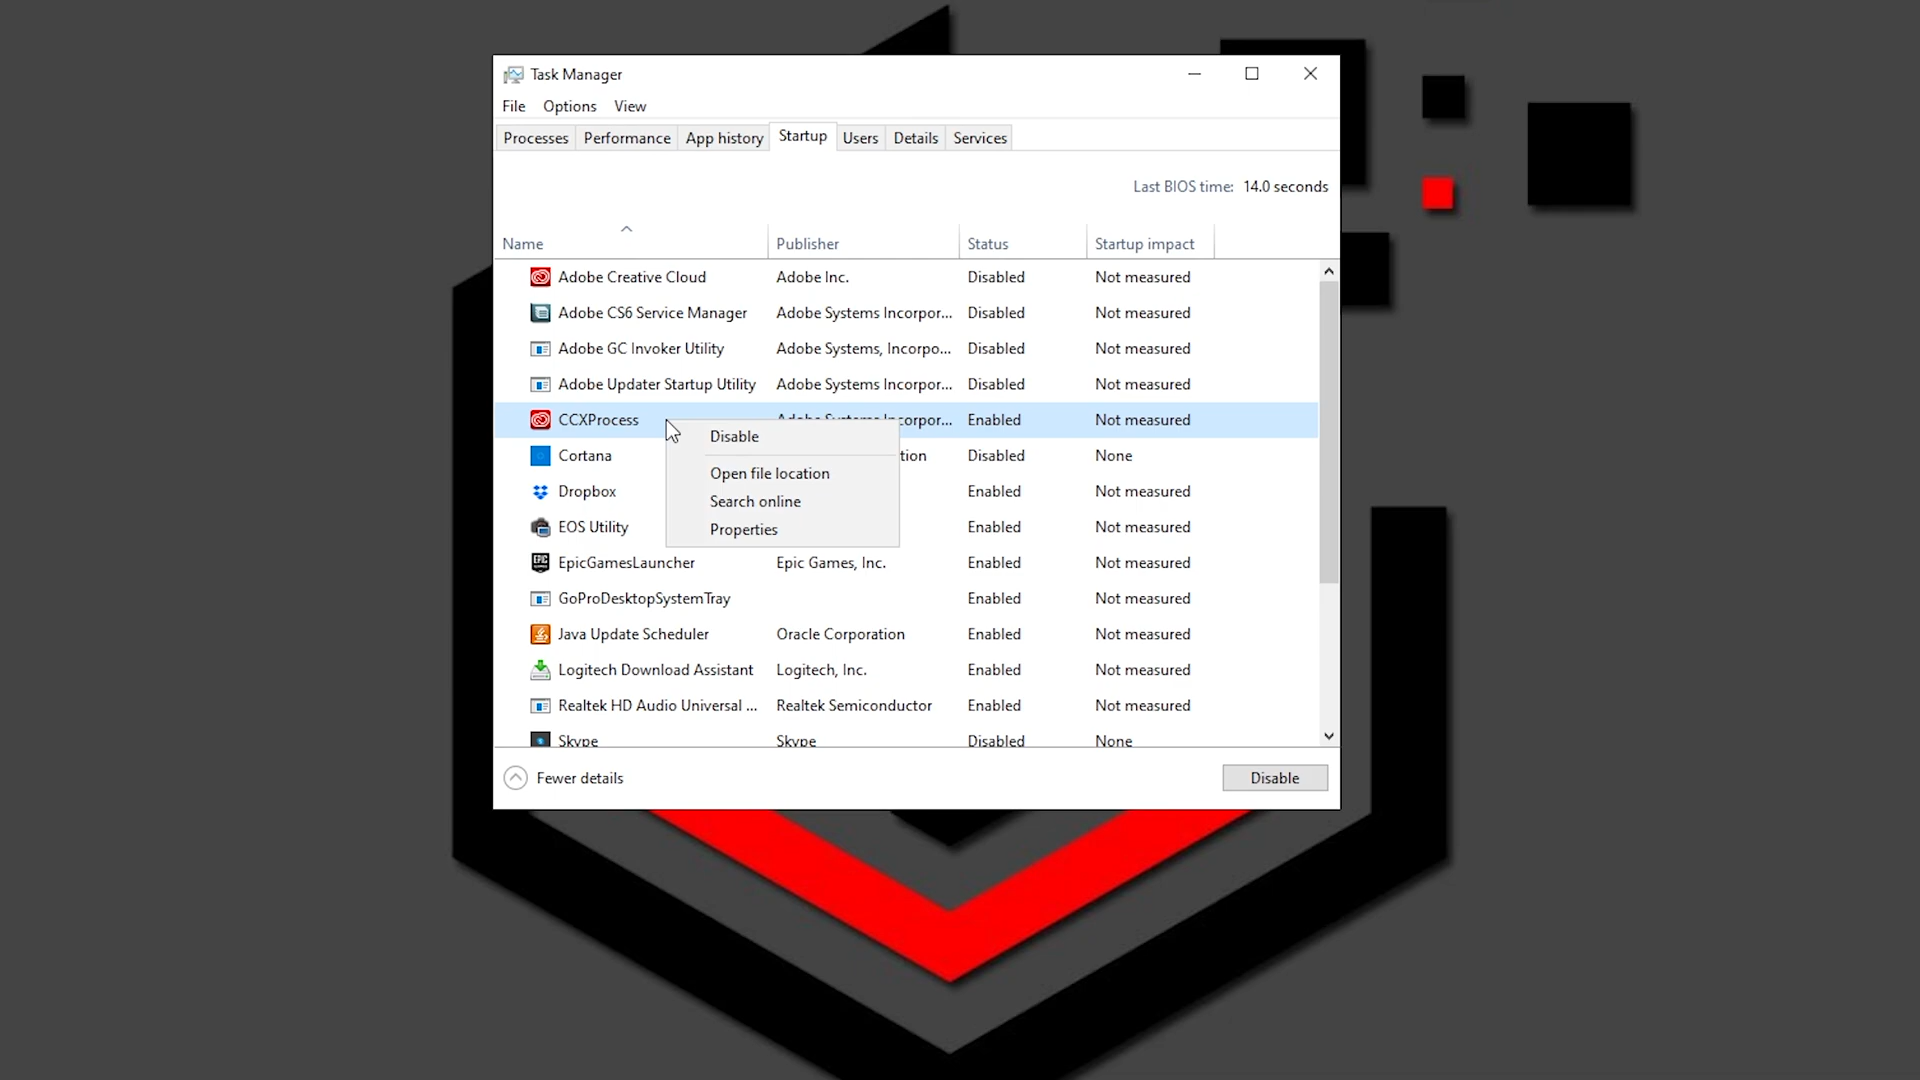 Task Manager
File Options View
Processes Performance App history Startup Users Details Services
Last BIOS time: 14.0 seconds
Name Publisher Status Startup impact
Adobe Creative Cloud Adobe Inc. Disabled Not measured
Adobe CS6 Service Manager Adobe Systems Incorpor... Disabled Not measured
Adobe GC Invoker Utility Adobe Systems, Incorpo... Disabled Not measured
Adobe Updater Startup Utility Adobe Systems Incorpor... Disabled Not measured
CCXProcess Adobe Systems Incorpor... Enabled Not measured
Disable
Cortana tion Disabled None
Open file location
Dropbox Enabled Not measured
Search online
EOS Utility Enabled Not measured
Properties
EpicGamesLauncher Epic Games, Inc. Enabled Not measured
GoProDesktopSystemTray Enabled Not measured
Java Update Scheduler Oracle Corporation Enabled Not measured
Logitech Download Assistant Logitech, Inc. Enabled Not measured
Realtek HD Audio Universal ... Realtek Semiconductor Enabled Not measured
Skype Skype Disabled None
Fewer details Disable